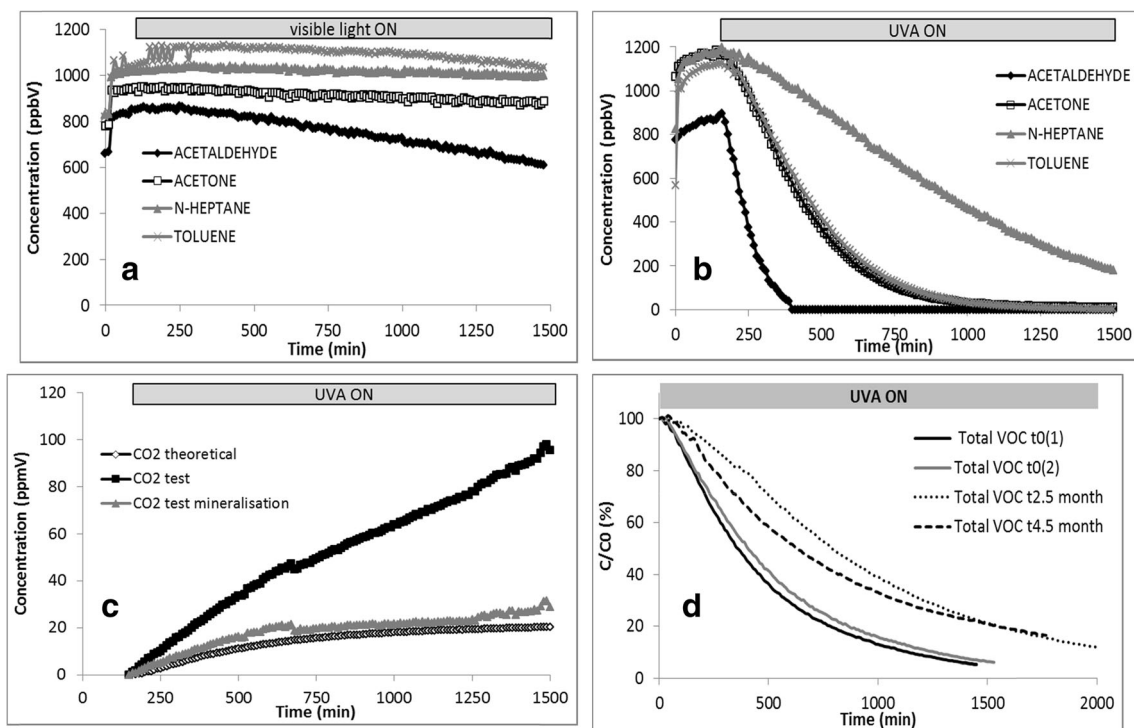 visible light ON
Concentration (ppbV)
1200
1000
800
600
400
200
0
ACETALDEHYDE
ACETONE
N-HEPTANE
TOLUENE
a
0 250 500 750 1000 1250 1500
Time (min)
UVA ON
Concentration (ppbV)
1200
1000
800
600
400
200
0
ACETALDEHYDE
ACETONE
N-HEPTANE
TOLUENE
b
0 250 500 750 1000 1250 1500
Time (min)
UVA ON
Concentration (ppmV)
120
100
80
60
40
20
0
CO2 theoretical
CO2 test
CO2 test mineralisation
c
0 250 500 750 1000 1250 1500
Time (min)
UVA ON
C/C0 (%)
100
80
60
40
20
0
Total VOC t0(1)
Total VOC t0(2)
Total VOC t2.5 month
Total VOC t4.5 month
d
0 500 1000 1500 2000
Time (min)